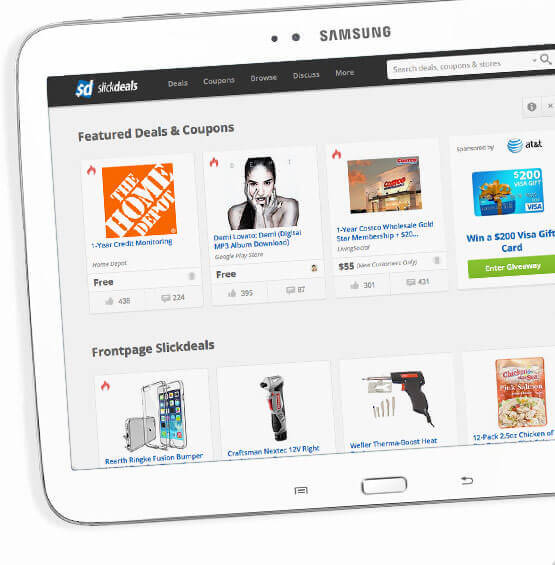 SAMSUNG
sd slickdeals Deals Coupons Browse Discuss More Search deals, coupons & stores
Featured Deals & Coupons
THE
HOME
DEPOT
1-Year Credit Monitoring
Home Depot
Free
438 224
D E I
Demi Lovato: Demi (Digital
MP3 Album Download)
Google Play Store
Free
395 87
COSTCO
1-Year Costco Wholesale Gold
Star Membership + $20...
LivingSocial
$55 (New Customers Only)
301 431
Sponsored by at&t
$200
VISA GIFT
VISA
Win a $200 Visa Gift
Card
Enter Giveaway
Frontpage Slickdeals
Rearth Ringke Fusion Bumper
Craftsman Nextec 12V Right
Weller Therma-Boost Heat
Chicken
of the Sea
Pink Salmon
12-Pack 2.5oz Chicken of